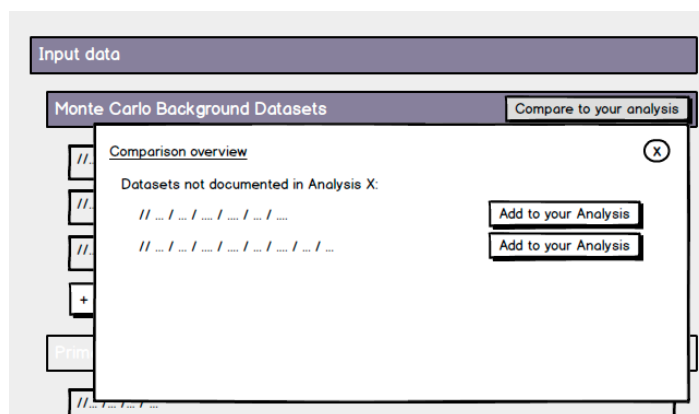 Input data
Monte Carlo Background Datasets
Compare to your analysis
//..
Comparison overview
X
Datasets not documented in Analysis X:
//..
// ... / ... / .... / .... / ... / ....
Add to your Analysis
//..
// ... / ... / .... / .... / ... / .... / ... / ...
Add to your Analysis
+
Prim
//... /... /... / ...